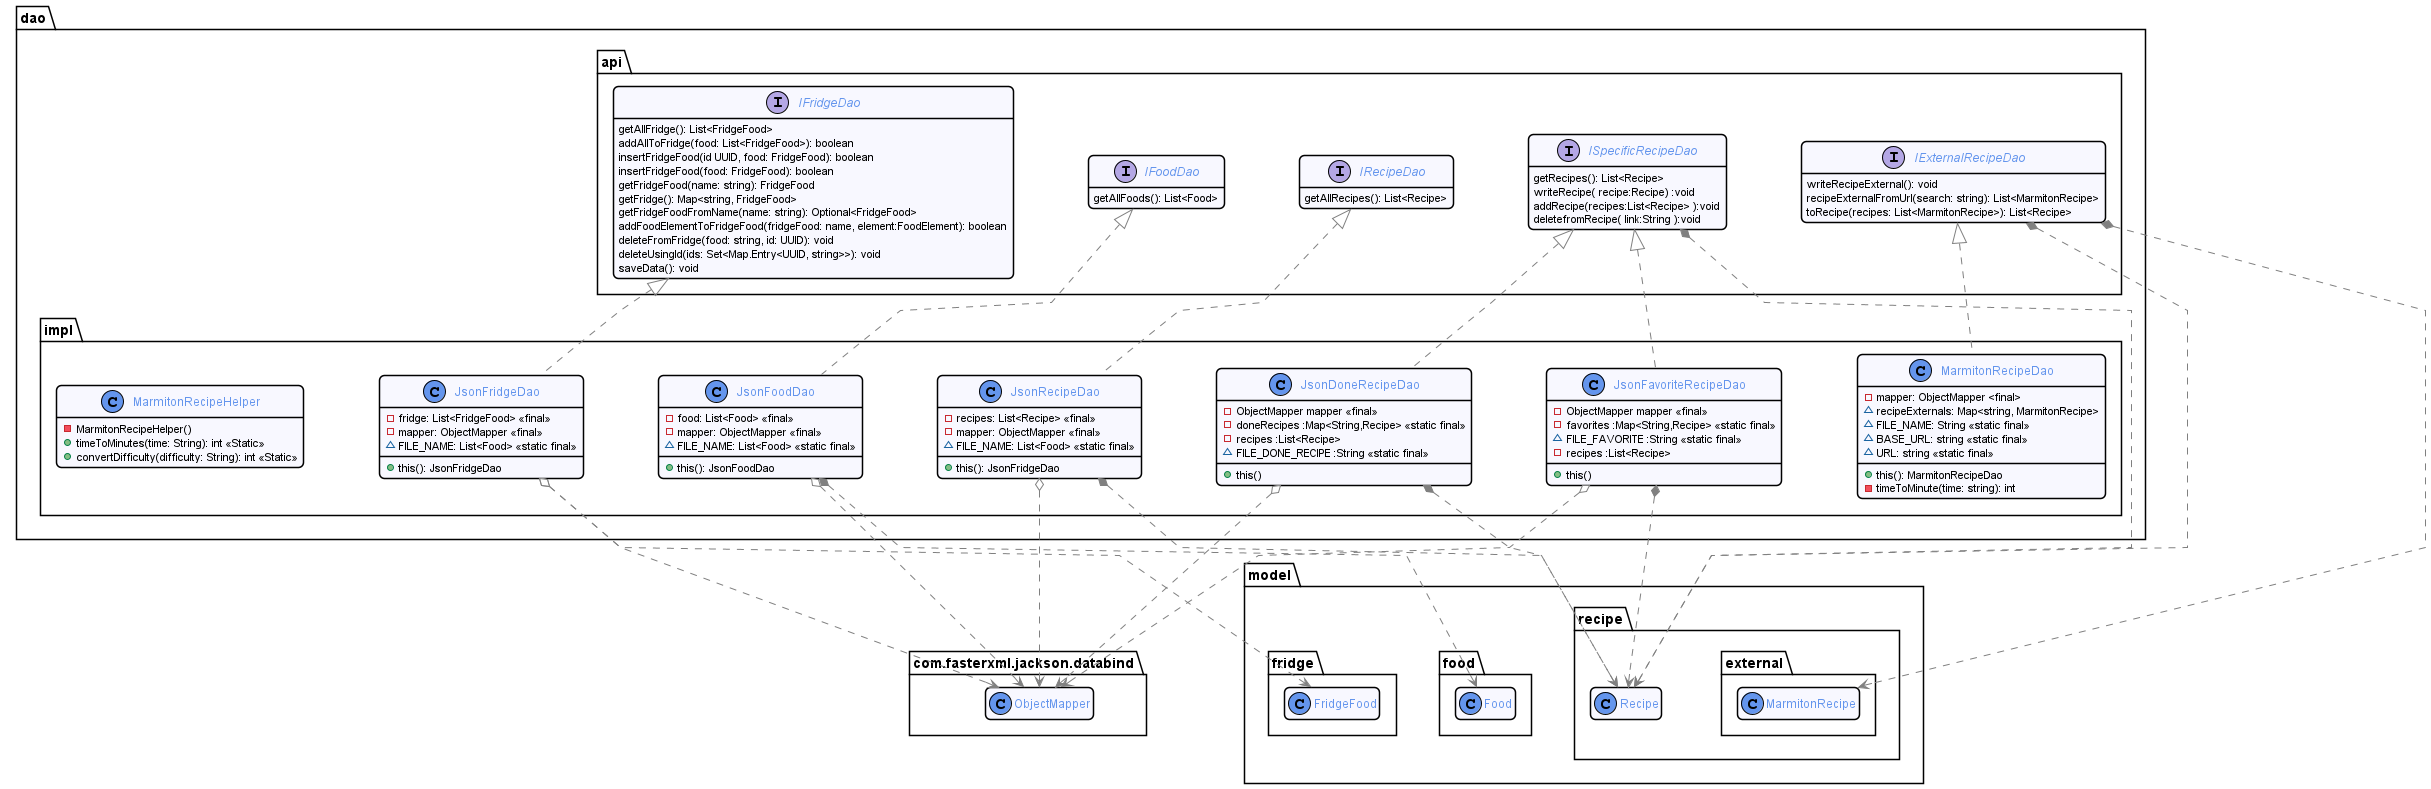 dao
api
I IFridgeDao
getAllFridge(): List<FridgeFood>
addAllToFridge(food: List<FridgeFood>): boolean
insertFridgeFood(id UUID, food: FridgeFood): boolean
insertFridgeFood(food: FridgeFood): boolean
getFridgeFood(name: string): FridgeFood
getFridge(): Map<string, FridgeFood>
getFridgeFoodFromName(name: string): Optional<FridgeFood>
addFoodElementToFridgeFood(fridgeFood: name, element:FoodElement): boolean
deleteFromFridge(food: string, id: UUID): void
deleteUsingId(ids: Set<Map.Entry<UUID, string>>): void
saveData(): void
I IFoodDao
getAllFoods(): List<Food>
I IRecipeDao
getAllRecipes(): List<Recipe>
I ISpecificRecipeDao
getRecipes(): List<Recipe>
writeRecipe( recipe:Recipe) :void
addRecipe(recipes:List<Recipe> ):void
deletefromRecipe( link:String ):void
I IExternalRecipeDao
writeRecipeExternal(): void
recipeExternalFromUrl(search: string): List<MarmitonRecipe>
toRecipe(recipes: List<MarmitonRecipe>): List<Recipe>
impl
C MarmitonRecipeHelper
MarmitonRecipeHelper()
timeToMinutes(time: String): int «Static»
convertDifficulty(difficulty: String): int «Static»
C JsonFridgeDao
fridge: List<FridgeFood> «final»
mapper: ObjectMapper «final»
FILE_NAME: List<Food> «static final»
this(): JsonFridgeDao
C JsonFoodDao
food: List<Food> «final»
mapper: ObjectMapper «final»
FILE_NAME: List<Food> «static final»
this(): JsonFoodDao
C JsonRecipeDao
recipes: List<Recipe> «final»
mapper: ObjectMapper «final»
FILE_NAME: List<Food> «static final»
this(): JsonFridgeDao
C JsonDoneRecipeDao
ObjectMapper mapper «final»
doneRecipes :Map<String,Recipe> «static final»
recipes :List<Recipe>
FILE_DONE_RECIPE :String «static final»
this()
C JsonFavoriteRecipeDao
ObjectMapper mapper «final»
favorites :Map<String,Recipe> «static final»
FILE_FAVORITE :String «static final»
recipes :List<Recipe>
this()
C MarmitonRecipeDao
mapper: ObjectMapper <final>
recipeExternals: Map<string, MarmitonRecipe>
FILE_NAME: String «static final»
BASE_URL: string «static final»
URL: string «static final»
this(): MarmitonRecipeDao
timeToMinute(time: string): int
com.fasterxml.jackson.databind
C ObjectMapper
model
fridge
C FridgeFood
food
C Food
recipe
C Recipe
external
C MarmitonRecipe